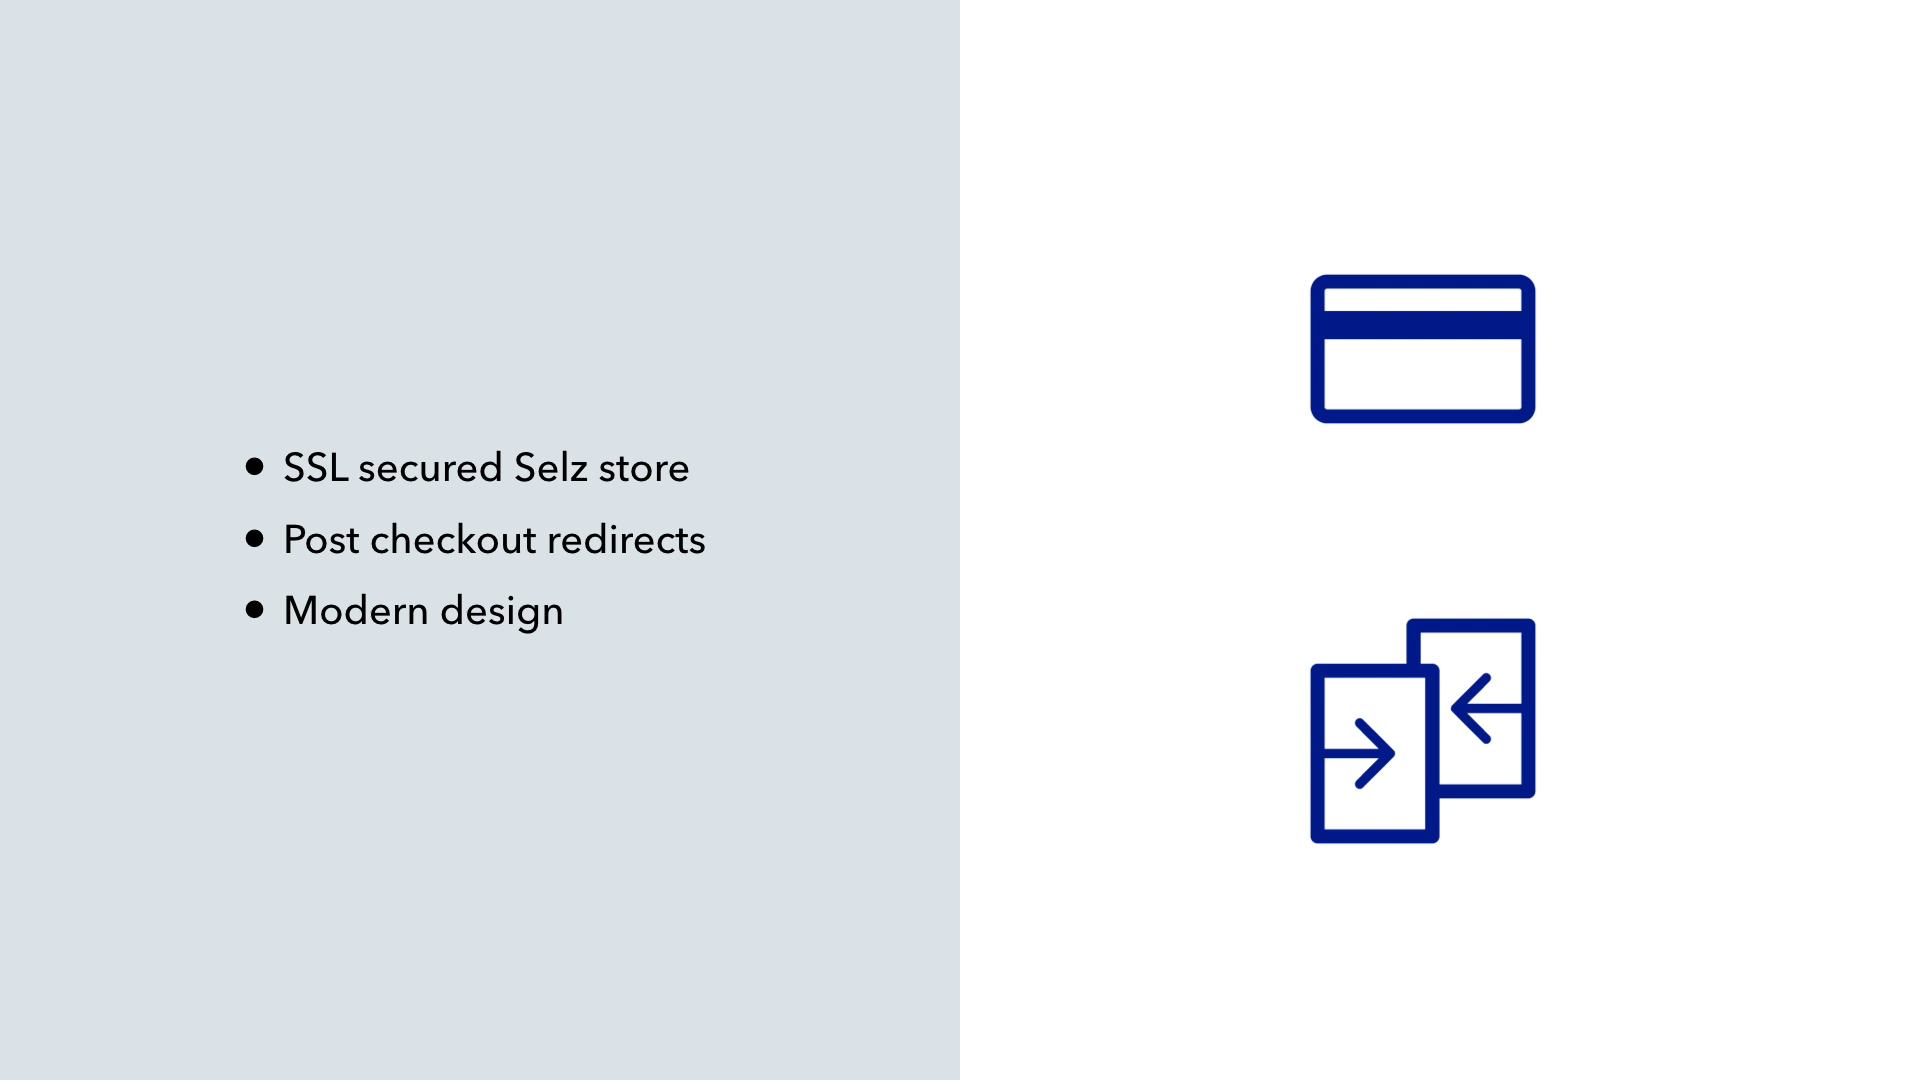 • SSL secured Selz store
• Post checkout redirects
• Modern design